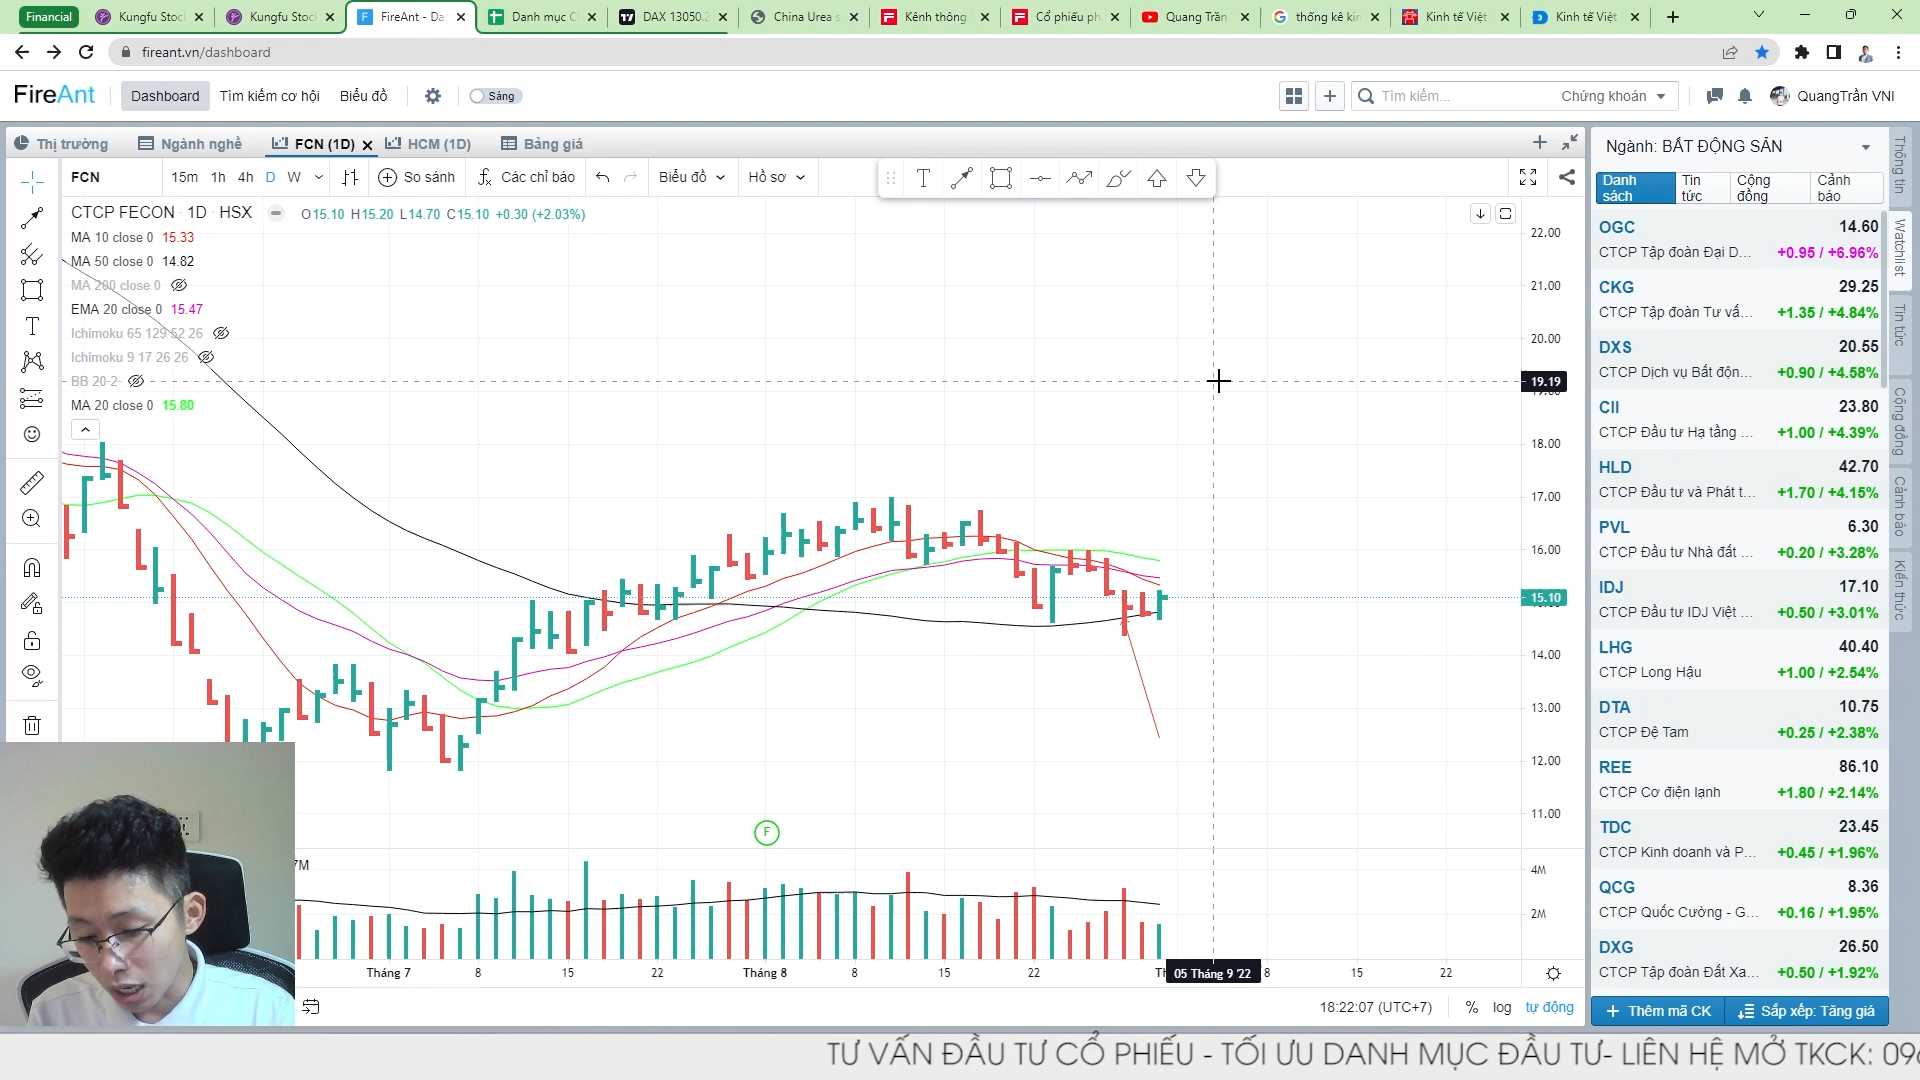 Financial
Kungfu Stoc
Kungfu Stoc
FireAnt - Da
Danh mục C
DAX 13050.
China Urea s
Kênh thông
Cổ phiếu ph
Quang Trần
thống kê kin
Kinh tế Việt
Kinh tế Việt
fireant.vn/dashboard
FireAnt
Dashboard
Tìm kiếm cơ hội
Biểu đồ
Sáng
Tìm kiếm...
Chứng khoán
QuangTrần VNI
Thị trường
Ngành nghề
FCN (1D)
HCM (1D)
Bảng giá
FCN
15m 1h 4h D W
So sánh
Các chỉ báo
Biểu đồ
Hồ sơ
CTCP FECON 1D HSX
O15.10 H15.20 L14.70 C15.10 +0.30 (+2.03%)
MA 10 close 0 15.33
MA 50 close 0 14.82
MA 200 close 0
EMA 20 close 0 15.47
Ichimoku 65 129 52 26
Ichimoku 9 17 26 26
BB 20 2
MA 20 close 0 15.80
22.00
21.00
20.00
19.19
18.00
17.00
16.00
15.10
14.00
13.00
12.00
11.00
F
7M
4M
2M
Tháng 7 8 15 22 Tháng 8 8 15 22 05 Tháng 9 '22 8 15 22
18:22:07 (UTC+7)
% log tự động
Ngành: BẤT ĐỘNG SẢN
Danh sách
Tin tức
Cộng đồng
Cảnh báo
OGC 14.60
CTCP Tập đoàn Đại D... +0.95 / +6.96%
CKG 29.25
CTCP Tập đoàn Tư vấ... +1.35 / +4.84%
DXS 20.55
CTCP Dịch vụ Bất độn... +0.90 / +4.58%
CII 23.80
CTCP Đầu tư Hạ tầng ... +1.00 / +4.39%
HLD 42.70
CTCP Đầu tư và Phát t... +1.70 / +4.15%
PVL 6.30
CTCP Đầu tư Nhà đất ... +0.20 / +3.28%
IDJ 17.10
CTCP Đầu tư IDJ Việt ... +0.50 / +3.01%
LHG 40.40
CTCP Long Hậu +1.00 / +2.54%
DTA 10.75
CTCP Đệ Tam +0.25 / +2.38%
REE 86.10
CTCP Cơ điện lạnh +1.80 / +2.14%
TDC 23.45
CTCP Kinh doanh và P... +0.45 / +1.96%
QCG 8.36
CTCP Quốc Cường - G... +0.16 / +1.95%
DXG 26.50
CTCP Tập đoàn Đất Xa... +0.50 / +1.92%
Thêm mã CK
Sắp xếp: Tăng giá
Thông tin
Watchlist
Tin tức
Cộng đồng
Cảnh báo
Kiến thức
TƯ VẤN ĐẦU TƯ CỔ PHIẾU - TỐI ƯU DANH MỤC ĐẦU TƯ- LIÊN HỆ MỞ TKCK: 09